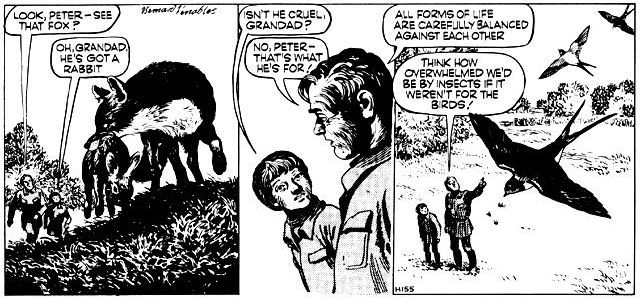 LOOK, PETER-SEE
THAT FOX?
OH, GRANDAD,
HE'S GOT A
RABBIT
Bernard Venables
ISN'T HE CRUEL,
GRANDAD?
NO, PETER-
THAT'S WHAT
HE'S FOR!
ALL FORMS OF LIFE
ARE CAREFULLY BALANCED
AGAINST EACH OTHER
THINK HOW
OVERWHELMED WE'D
BE BY INSECTS IF IT
WEREN'T FOR THE
BIRDS!
H155